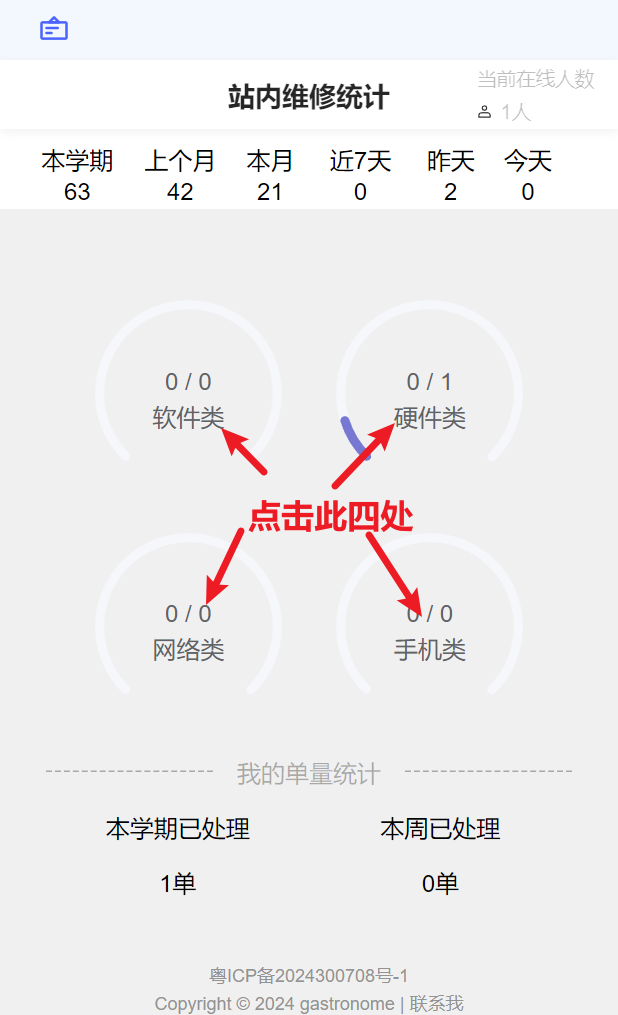 站内维修统计
当前在线人数
1人
本学期 上个月 本月 近7天 昨天 今天
63 42 21 0 2 0
0 / 0 0 / 1
软件类 硬件类
点击此四处
0 / 0 0 / 0
网络类 手机类
我的单量统计
本学期已处理 本周已处理
1单 0单
粤ICP备2024300708号-1
Copyright © 2024 gastronome | 联系我